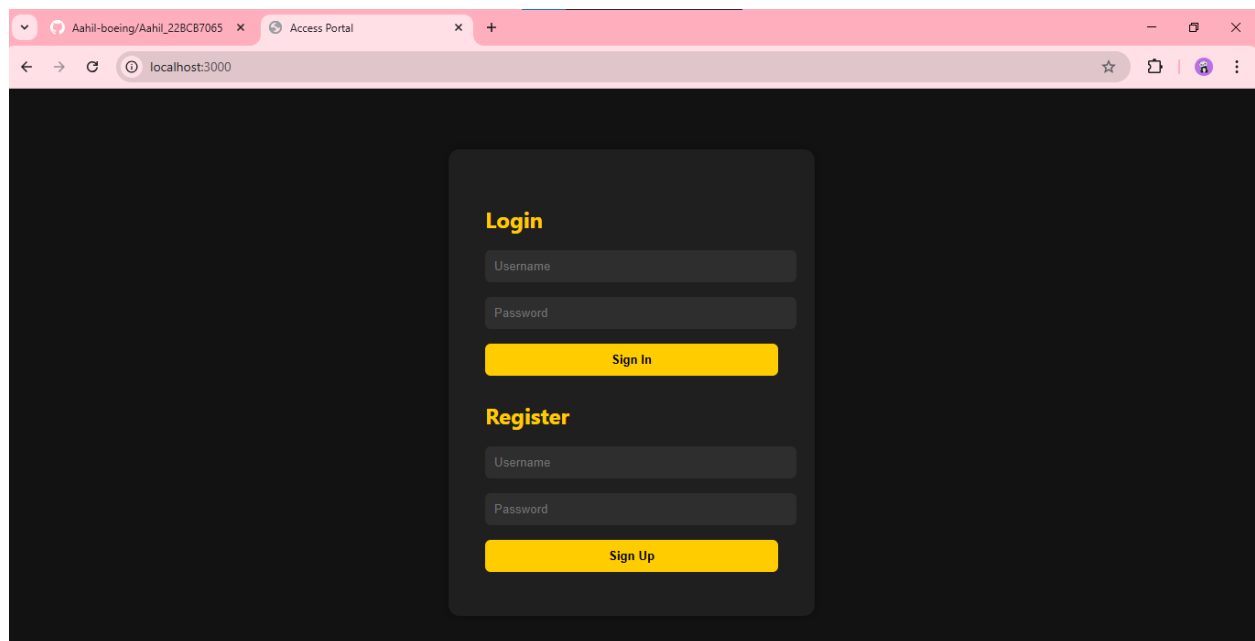 Aahil-boeing/Aahil_22BCB7065 Access Portal
localhost:3000
Login
Username
Password
Sign In
Register
Username
Password
Sign Up